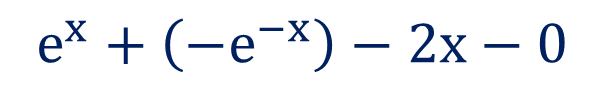 eˣ + (−e⁻ˣ) − 2x − 0